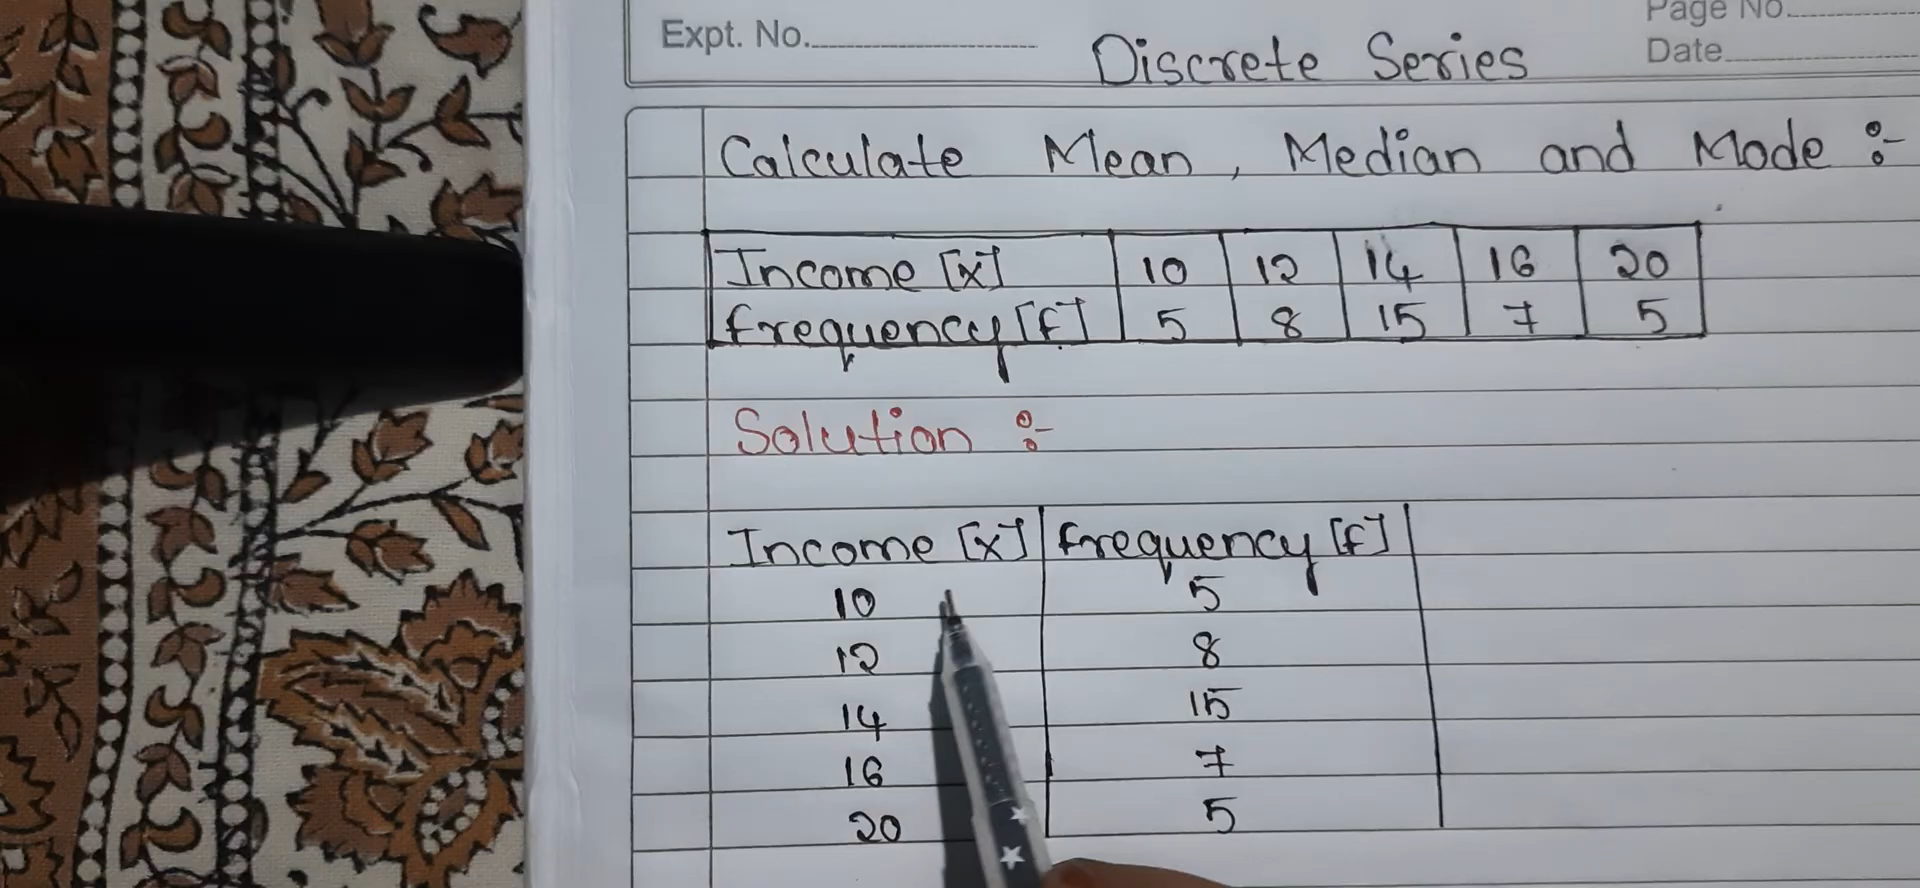 Expt. No.
Page No.
Date
Discrete Series
Calculate Mean, Median and Mode :-
Income [x] 10 12 14 16 20
frequency [f] 5 8 15 7 5
Solution :-
Income [x] frequency [f]
10 5
12 8
14 15
16 7
20 5